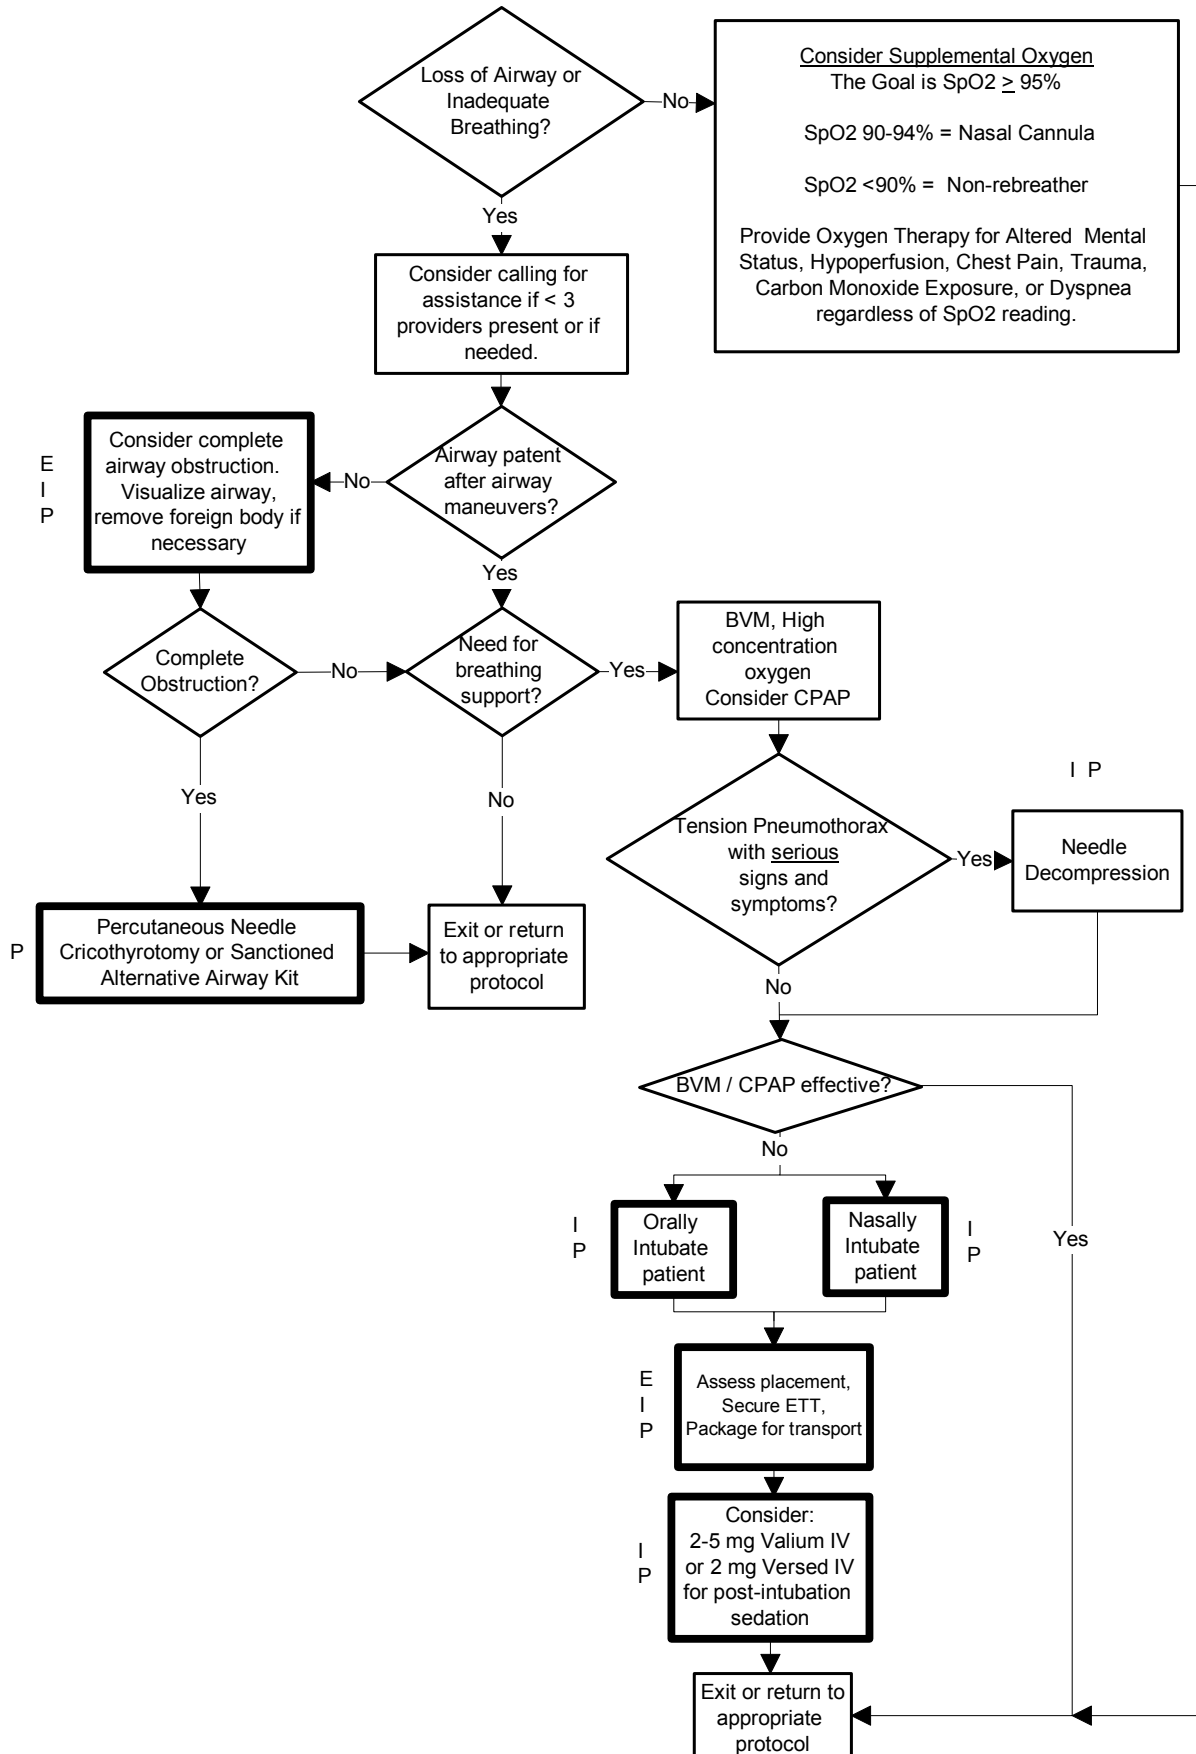 Loss of Airway or
Inadequate
Breathing?
No
Consider Supplemental Oxygen
The Goal is SpO2 ≥ 95%
SpO2 90-94% = Nasal Cannula
SpO2 <90% = Non-rebreather
Provide Oxygen Therapy for Altered Mental
Status, Hypoperfusion, Chest Pain, Trauma,
Carbon Monoxide Exposure, or Dyspnea
regardless of SpO2 reading.
Yes
Consider calling for
assistance if < 3
providers present or if
needed.
Airway patent
after airway
maneuvers?
No
E
I
P
Consider complete
airway obstruction.
Visualize airway,
remove foreign body if
necessary
Yes
Complete
Obstruction?
No
Need for
breathing
support?
Yes
BVM, High
concentration
oxygen
Consider CPAP
Yes
No
Tension Pneumothorax
with serious
signs and
symptoms?
Yes
I P
Needle
Decompression
P
Percutaneous Needle
Cricothyrotomy or Sanctioned
Alternative Airway Kit
Exit or return
to appropriate
protocol
No
BVM / CPAP effective?
No
Yes
I
P
Orally
Intubate
patient
Nasally
Intubate
patient
I
P
E
I
P
Assess placement,
Secure ETT,
Package for transport
I
P
Consider:
2-5 mg Valium IV
or 2 mg Versed IV
for post-intubation
sedation
Exit or return to
appropriate
protocol